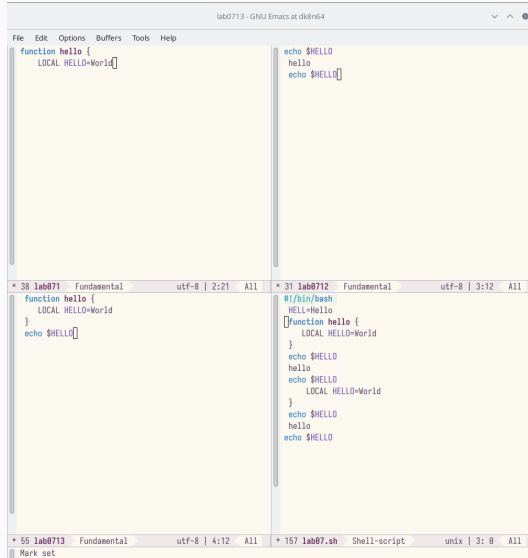 lab0713 - GNU Emacs at dk8n64
File Edit Options Buffers Tools Help
function hello {
LOCAL HELLO=World
* 38 lab071 Fundamental utf-8 | 2:21 All
echo $HELLO
hello
echo $HELLO
* 31 lab0712 Fundamental utf-8 | 3:12 All
function hello {
LOCAL HELLO=World
}
echo $HELLO
* 55 lab0713 Fundamental utf-8 | 4:12 All
#!/bin/bash
HELL=Hello
function hello {
LOCAL HELLO=World
}
echo $HELLO
hello
echo $HELLO
LOCAL HELLO=World
}
echo $HELLO
hello
echo $HELLO
* 157 lab07.sh Shell-script unix | 3: 0 All
Mark set